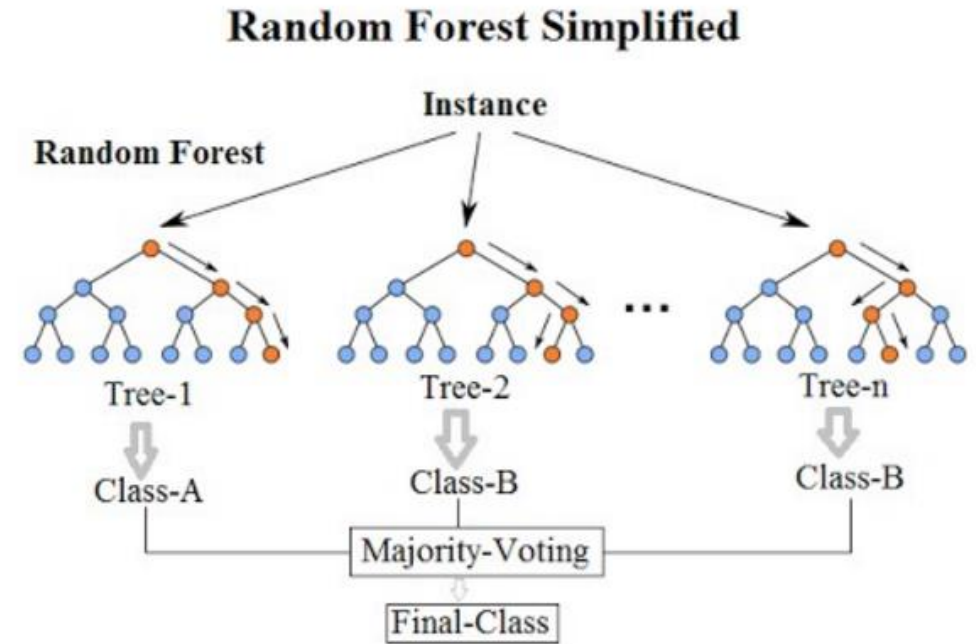 Random Forest Simplified
Instance
Random Forest
...
Tree-1
Tree-2
Tree-n
Class-A
Class-B
Class-B
Majority-Voting
Final-Class